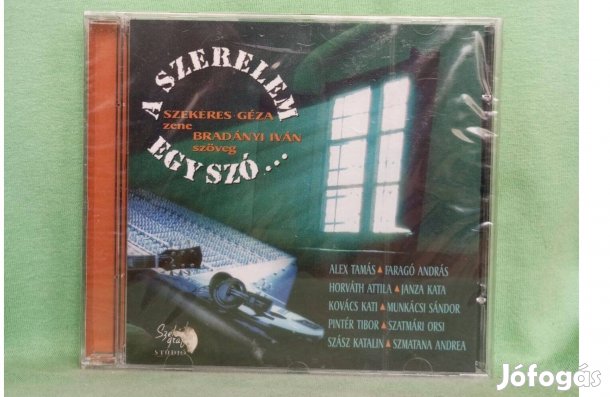 A SZERELEM
SZEKERES GÉZA
zene
BRADÁNYI IVÁN
szöveg
EGY SZÓ...
ALEX TAMÁS ▲ FARAGÓ ANDRÁS
HORVÁTH ATTILA ▲ JANZA KATA
KOVÁCS KATI ▲ MUNKÁCSI SÁNDOR
PINTÉR TIBOR ▲ SZATMÁRI ORSI
SZÁSZ KATALIN ▲ SZMATANA ANDREA
STÚDIÓ
Jófogás